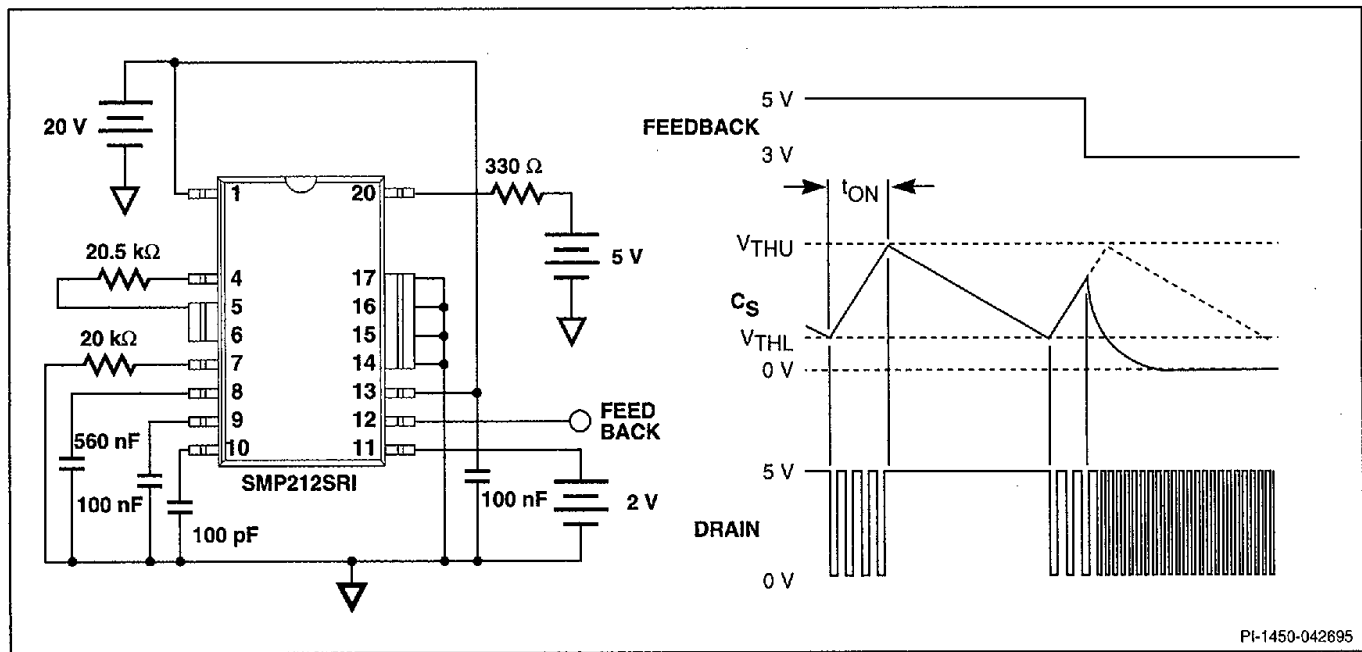 20 V
20.5 kΩ
20 kΩ
560 nF
100 nF
100 pF
1
4
5
6
7
8
9
10
20
17
16
15
14
13
12
11
SMP212SRI
330 Ω
5 V
FEED
BACK
100 nF
2 V
FEEDBACK
5 V
3 V
tON
VTHU
CS
VTHL
0 V
DRAIN
5 V
0 V
PI-1450-042695